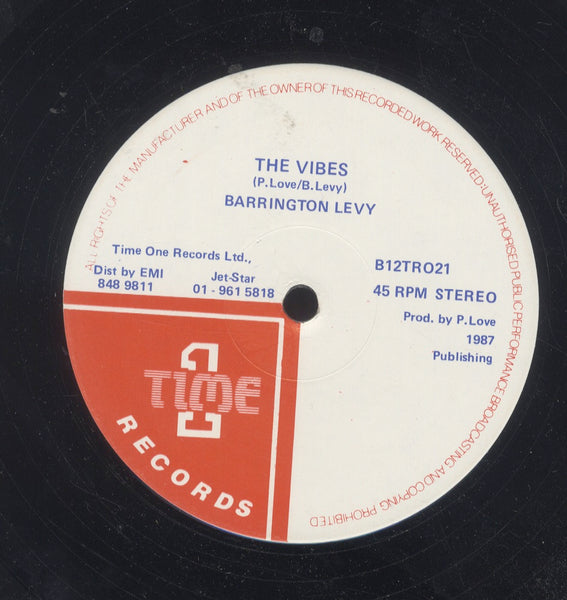 ALL RIGHTS OF THE MANUFACTURER AND OF THE OWNER OF THIS RECORDED WORK RESERVED: UNAUTHORISED PUBLIC PERFORMANCE BROADCASTING AND COPYING PROHIBITED
THE VIBES
(P.Love/B.Levy)
BARRINGTON LEVY
Time One Records Ltd.,
Dist by EMI
848 9811
Jet-Star
01 - 961 5818
B12TRO21
45 RPM STEREO
Prod. by P.Love
1987
Publishing
1
TIME
RECORDS